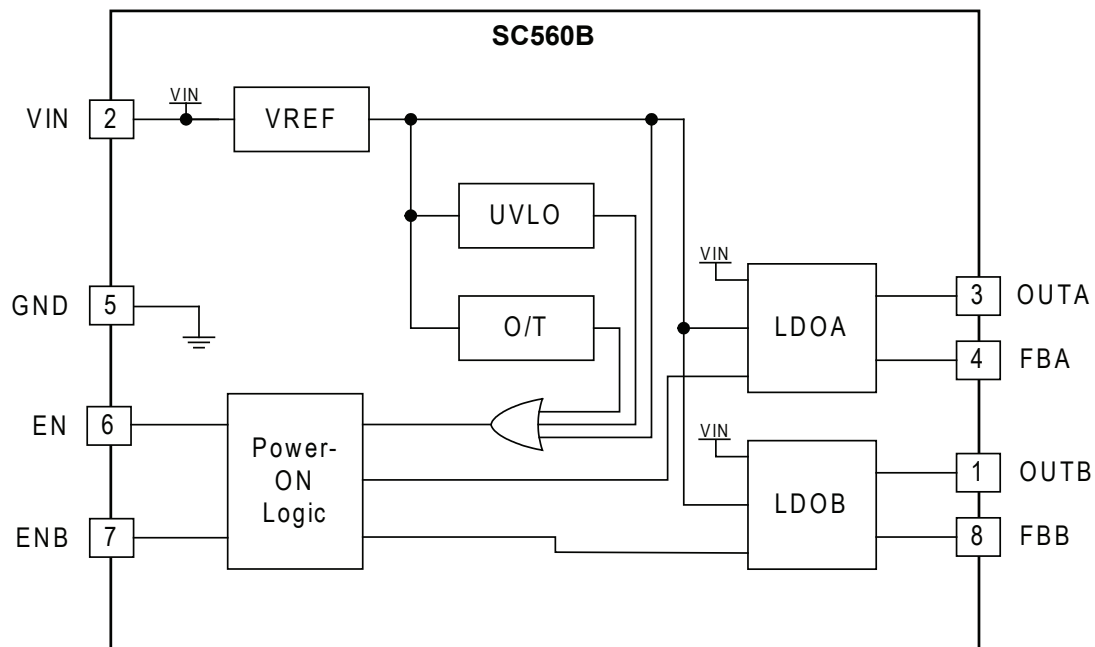 SC560B
VIN
2
VIN
VREF
UVLO
O/T
GND
5
EN
6
ENB
7
Power-
ON
Logic
VIN
LDOA
3
OUTA
4
FBA
VIN
LDOB
1
OUTB
8
FBB